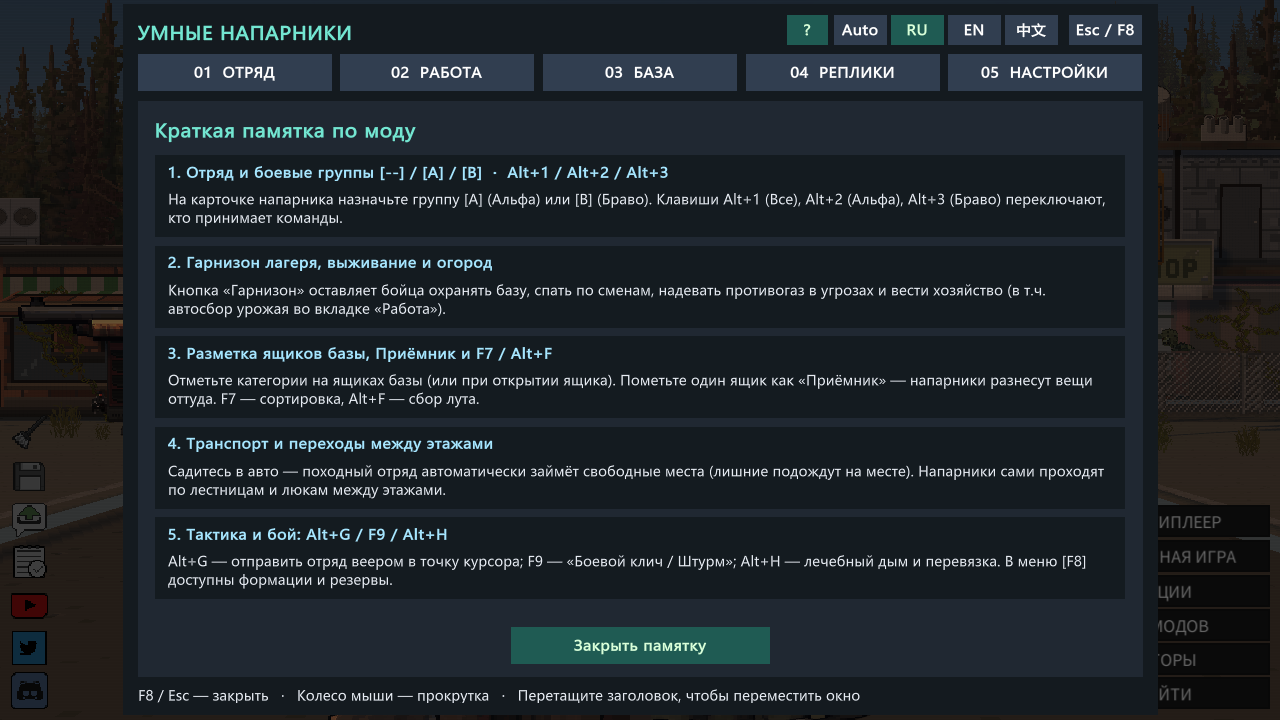 УМНЫЕ НАПАРНИКИ
? Auto RU EN 中文 Esc / F8
01 ОТРЯД 02 РАБОТА 03 БАЗА 04 РЕПЛИКИ 05 НАСТРОЙКИ
Краткая памятка по моду
1. Отряд и боевые группы [--] / [A] / [B] · Alt+1 / Alt+2 / Alt+3
На карточке напарника назначьте группу [A] (Альфа) или [B] (Браво). Клавиши Alt+1 (Все), Alt+2 (Альфа), Alt+3 (Браво) переключают,
кто принимает команды.
2. Гарнизон лагеря, выживание и огород
Кнопка «Гарнизон» оставляет бойца охранять базу, спать по сменам, надевать противогаз в угрозах и вести хозяйство (в т.ч.
автосбор урожая во вкладке «Работа»).
3. Разметка ящиков базы, Приёмник и F7 / Alt+F
Отметьте категории на ящиках базы (или при открытии ящика). Пометьте один ящик как «Приёмник» — напарники разнесут вещи
оттуда. F7 — сортировка, Alt+F — сбор лута.
4. Транспорт и переходы между этажами
Садитесь в авто — походный отряд автоматически займёт свободные места (лишние подождут на месте). Напарники сами проходят
по лестницам и люкам между этажами.
5. Тактика и бой: Alt+G / F9 / Alt+H
Alt+G — отправить отряд веером в точку курсора; F9 — «Боевой клич / Штурм»; Alt+H — лечебный дым и перевязка. В меню [F8]
доступны формации и резервы.
Закрыть памятку
F8 / Esc — закрыть · Колесо мыши — прокрутка · Перетащите заголовок, чтобы переместить окно
ИПЛЕЕР
НАЯ ИГРА
ЦИИ
МОДОВ
ТОРЫ
ЙТИ